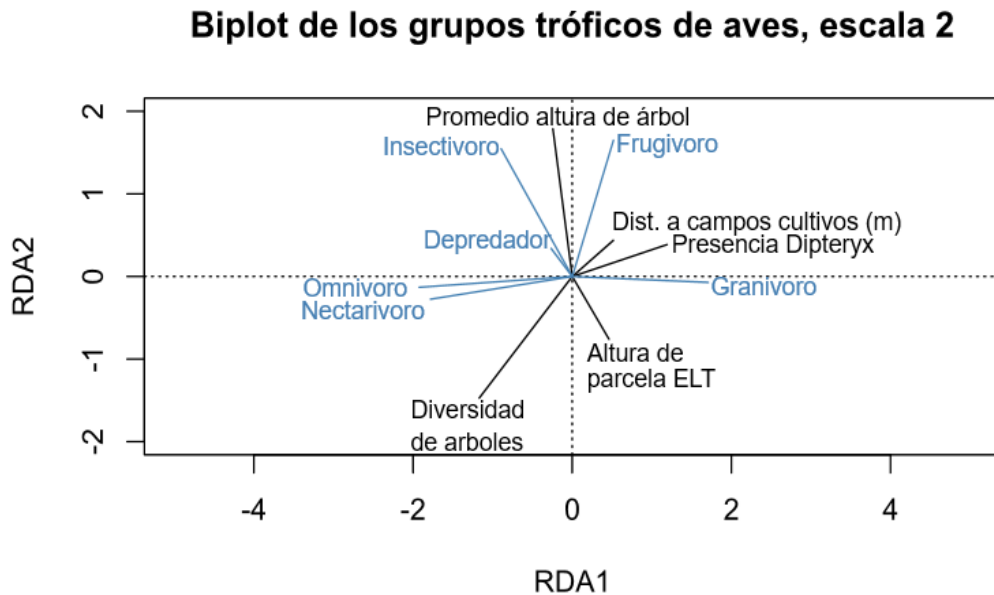 Biplot de los grupos tróficos de aves, escala 2
2
1
0
-1
-2
RDA2
Promedio altura de árbol
Insectivoro
Frugivoro
Dist. a campos cultivos (m)
Depredador
Presencia Dipteryx
Omnivoro
Granivoro
Nectarivoro
Altura de
parcela ELT
Diversidad
de arboles
-4
-2
0
2
4
RDA1